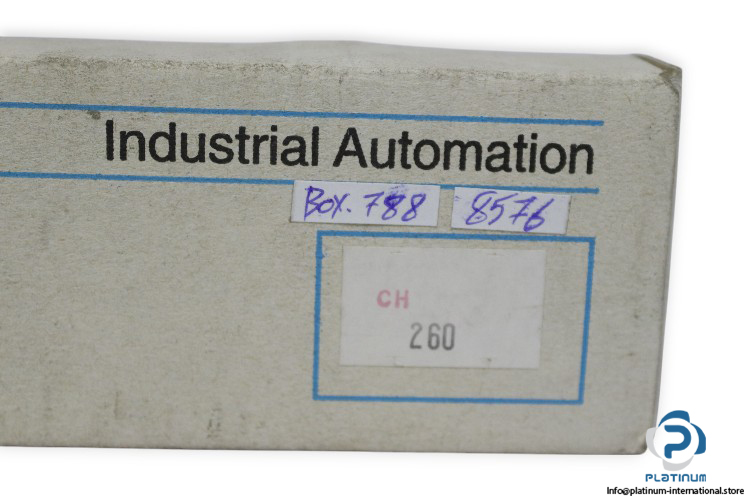 Industrial Automation
Box. 788 8576
CH
260
PLATINUM
Info@platinum-international.store